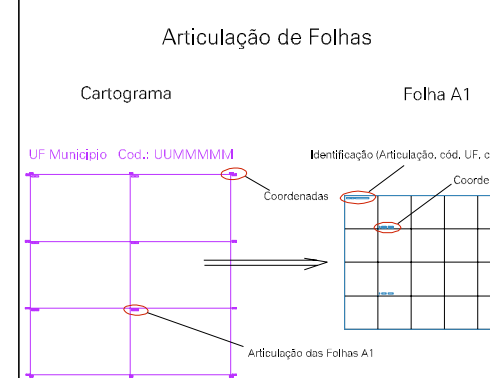 Articulação de Folhas
Cartograma
Folha A1
UF Município Cod.: UUMMMMM
Identificação (Articulação, cód. UF, c
Coordenadas
Coorde
Articulação das Folhas A1